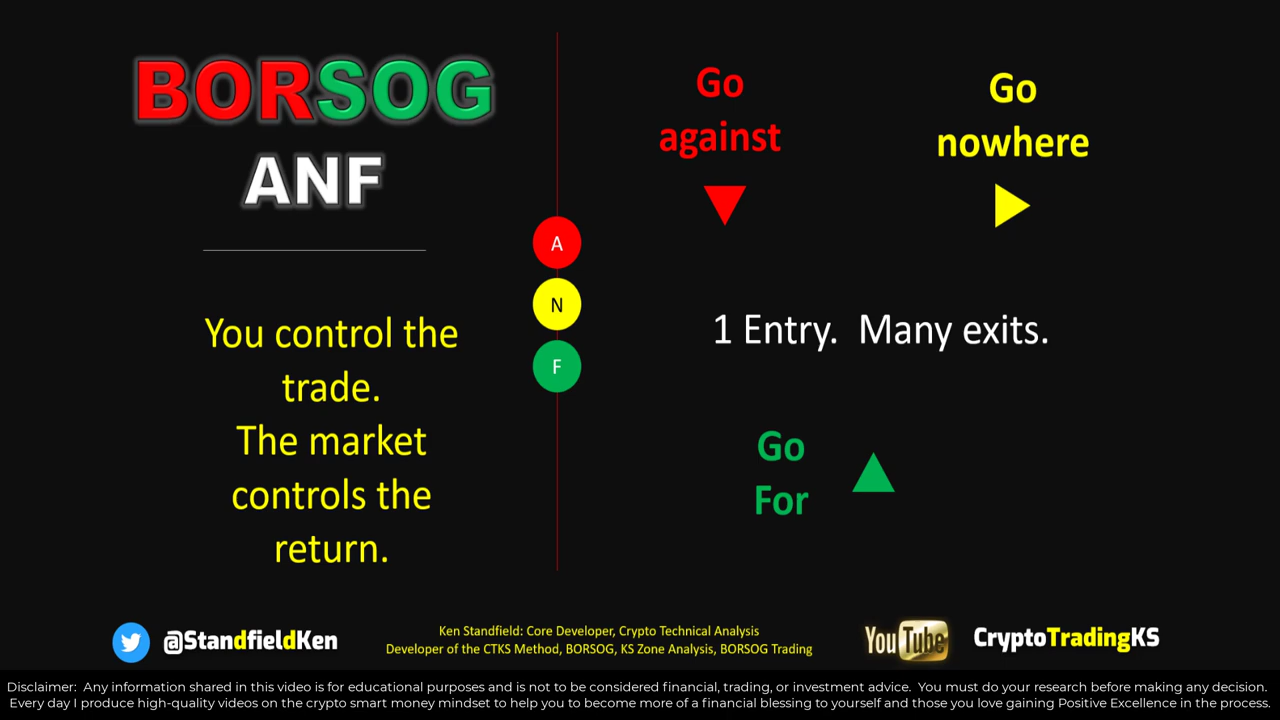 BORSOG
ANF
You control the
trade.
The market
controls the
return.
A
N
F
Go
against
Go
nowhere
1 Entry.  Many exits.
Go
For
@StandfieldKen
Ken Standfield: Core Developer, Crypto Technical Analysis
Developer of the CTKS Method, BORSOG, KS Zone Analysis, BORSOG Trading
YouTube
CryptoTradingKS
Disclaimer:  Any information shared in this video is for educational purposes and is not to be considered financial, trading, or investment advice.  You must do your research before making any decision.
Every day I produce high-quality videos on the crypto smart money mindset to help you to become more of a financial blessing to yourself and those you love gaining Positive Excellence in the process.